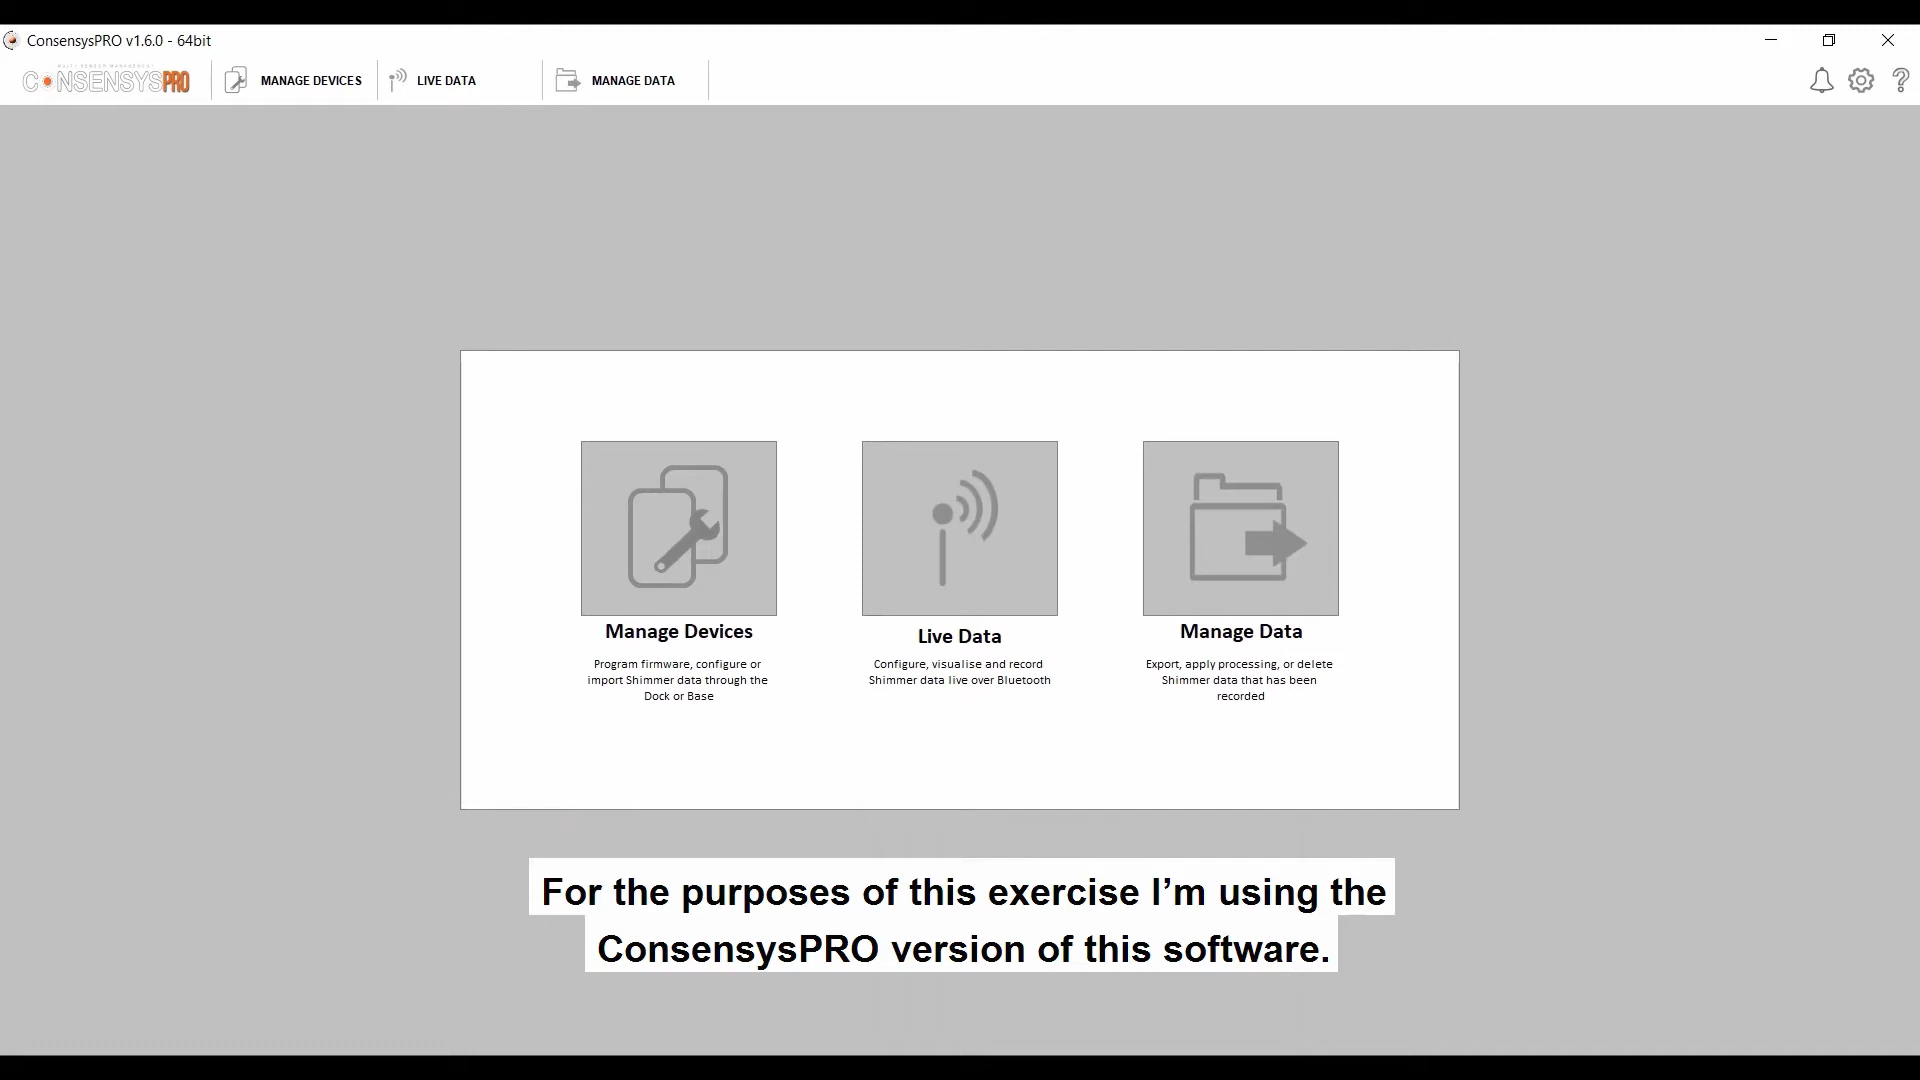 ConsensysPRO v1.6.0 - 64bit
MULTI SENSOR MANAGEMENT
CONSENSYSPRO
MANAGE DEVICES
LIVE DATA
MANAGE DATA
Manage Devices
Program firmware, configure or
import Shimmer data through the
Dock or Base
Live Data
Configure, visualise and record
Shimmer data live over Bluetooth
Manage Data
Export, apply processing, or delete
Shimmer data that has been
recorded
For the purposes of this exercise I’m using the
ConsensysPRO version of this software.